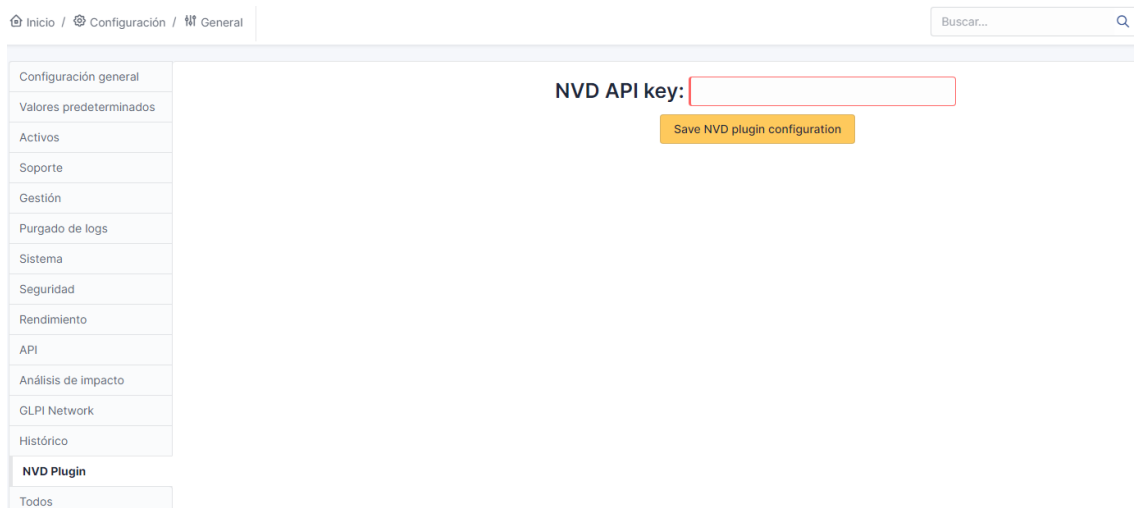 Inicio / Configuración / General
Buscar...
Configuración general
Valores predeterminados
Activos
Soporte
Gestión
Purgado de logs
Sistema
Seguridad
Rendimiento
API
Análisis de impacto
GLPI Network
Histórico
NVD Plugin
Todos
NVD API key:
Save NVD plugin configuration